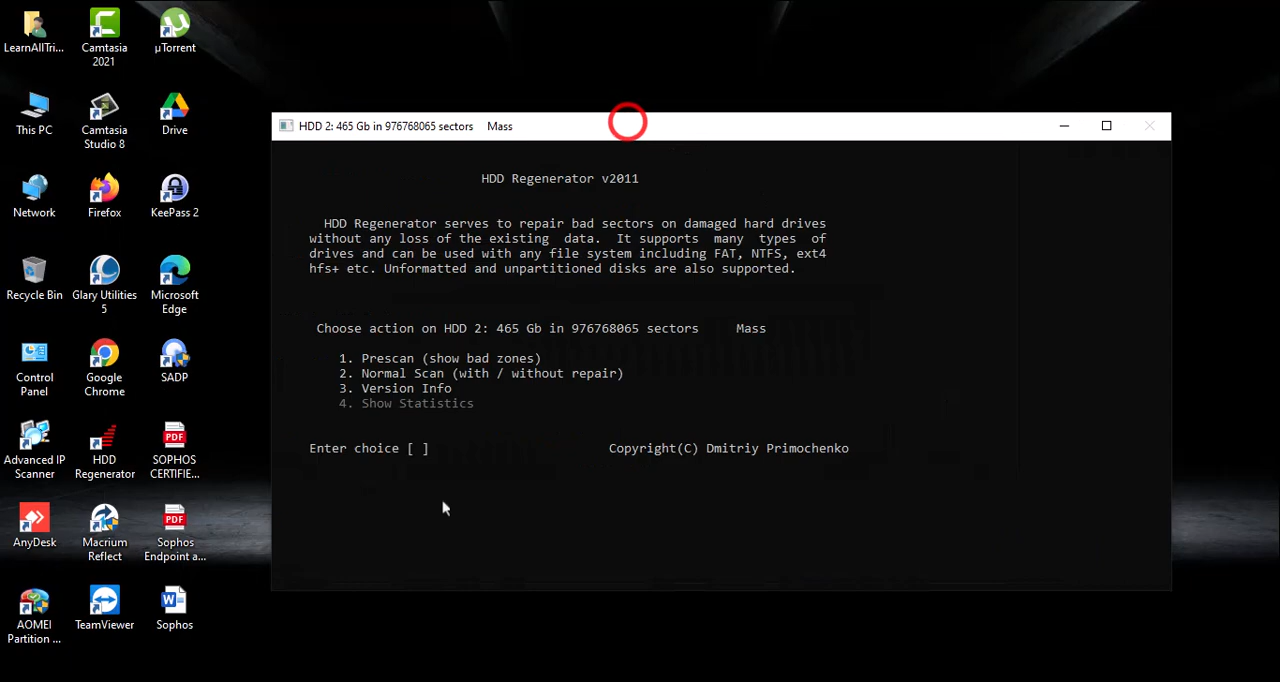 LearnAllTri...
Camtasia
2021
µTorrent
This PC
Camtasia
Studio 8
Drive
Network
Firefox
KeePass 2
Recycle Bin
Glary Utilities
5
Microsoft
Edge
Control
Panel
Google
Chrome
SADP
Advanced IP
Scanner
HDD
Regenerator
PDF
SOPHOS
CERTIFIE...
AnyDesk
Macrium
Reflect
PDF
Sophos
Endpoint a...
AOMEI
Partition ...
TeamViewer
Sophos
HDD 2: 465 Gb in 976768065 sectors Mass
HDD Regenerator v2011
HDD Regenerator serves to repair bad sectors on damaged hard drives
without any loss of the existing data. It supports many types of
drives and can be used with any file system including FAT, NTFS, ext4
hfs+ etc. Unformatted and unpartitioned disks are also supported.
Choose action on HDD 2: 465 Gb in 976768065 sectors Mass
1. Prescan (show bad zones)
2. Normal Scan (with / without repair)
3. Version Info
4. Show Statistics
Enter choice [ ] Copyright(C) Dmitriy Primochenko